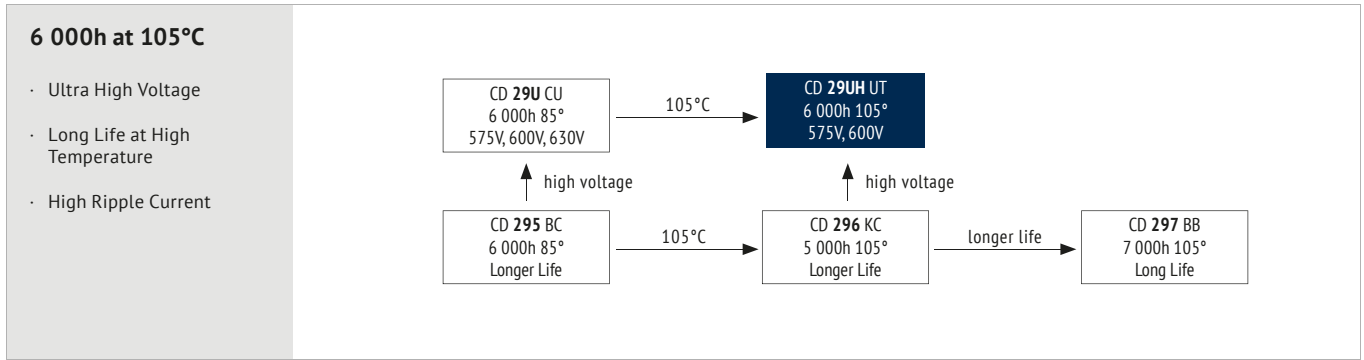 6 000h at 105°C
· Ultra High Voltage
· Long Life at High
Temperature
· High Ripple Current
CD 29U CU
6 000h 85°
575V, 600V, 630V
105°C
CD 29UH UT
6 000h 105°
575V, 600V
high voltage
high voltage
CD 295 BC
6 000h 85°
Longer Life
105°C
CD 296 KC
5 000h 105°
Longer Life
longer life
CD 297 BB
7 000h 105°
Long Life